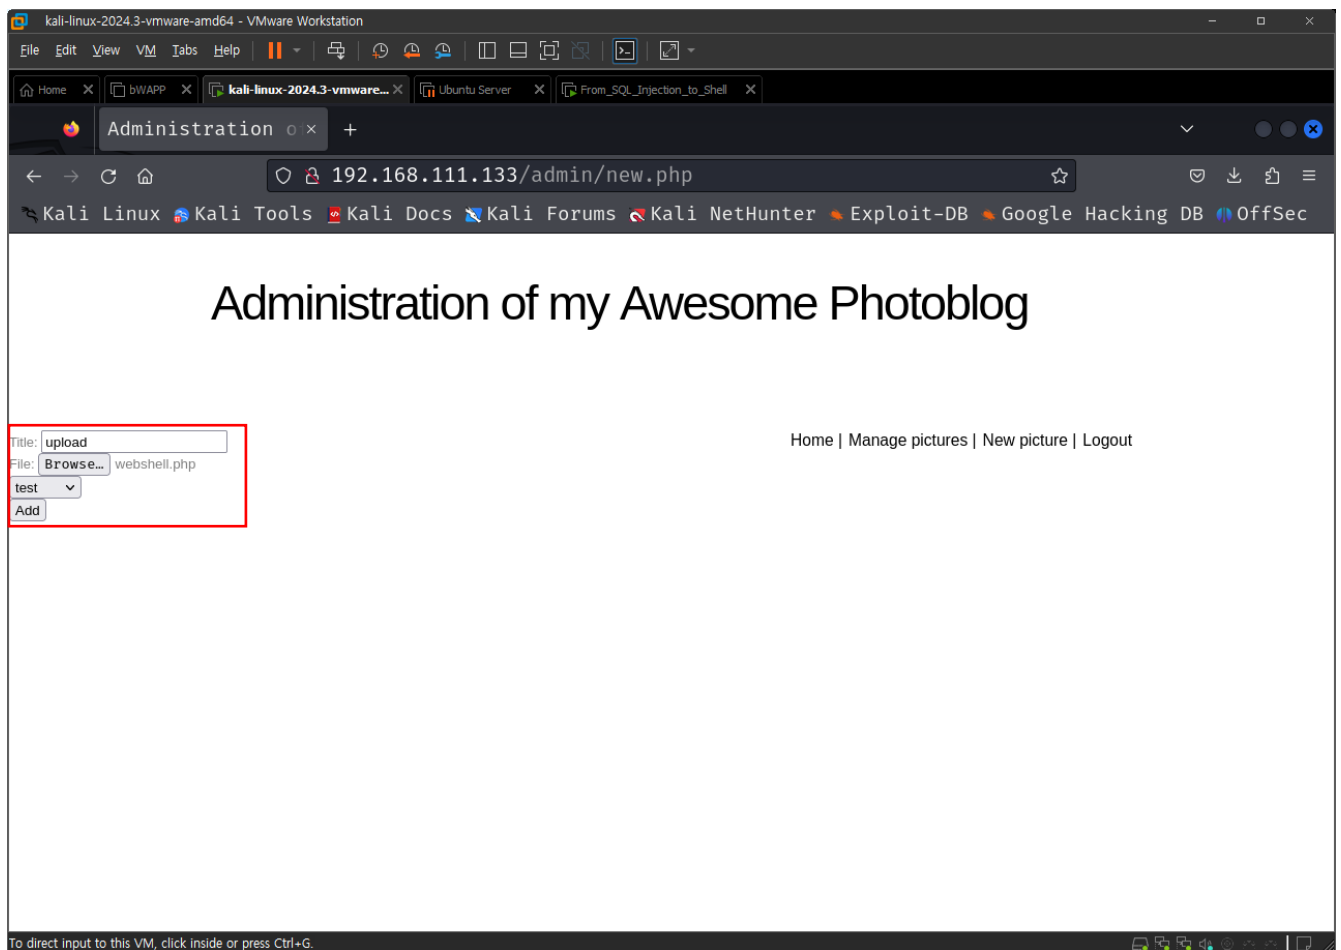 kali-linux-2024.3-vmware-amd64 - VMware Workstation
File Edit View VM Tabs Help
Home bWAPP kali-linux-2024.3-vmware... Ubuntu Server From_SQL_Injection_to_Shell
Administration o
192.168.111.133/admin/new.php
Kali Linux Kali Tools Kali Docs Kali Forums Kali NetHunter Exploit-DB Google Hacking DB OffSec
Administration of my Awesome Photoblog
Title: upload
Home | Manage pictures | New picture | Logout
File: Browse... webshell.php
test
Add
To direct input to this VM, click inside or press Ctrl+G.